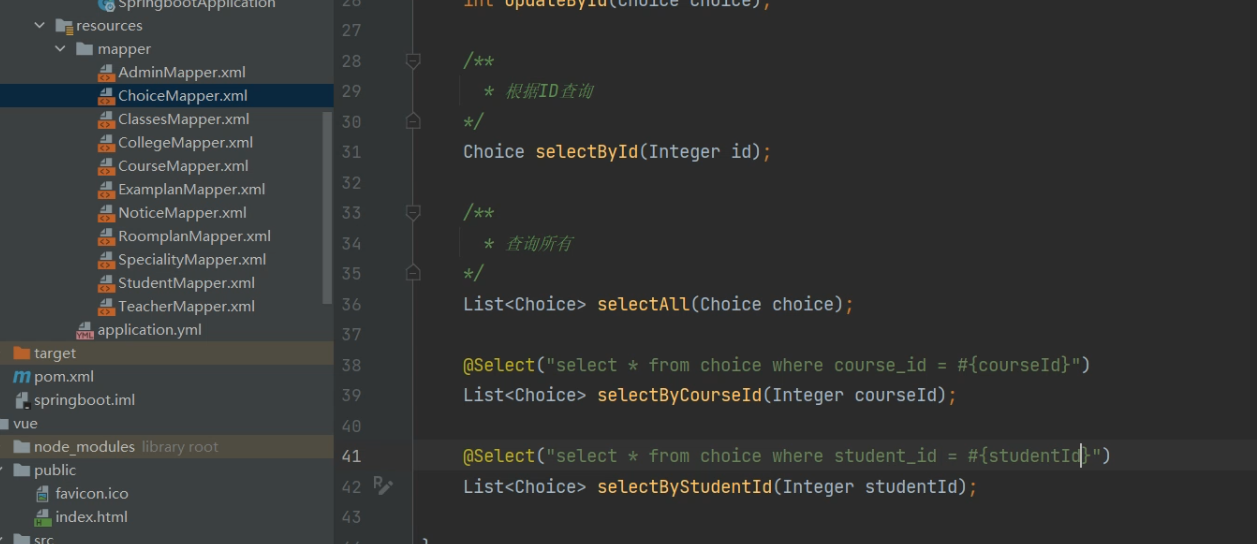 SpringbootApplication
resources
mapper
AdminMapper.xml
ChoiceMapper.xml
ClassesMapper.xml
CollegeMapper.xml
CourseMapper.xml
ExamplanMapper.xml
NoticeMapper.xml
RoomplanMapper.xml
SpecialityMapper.xml
StudentMapper.xml
TeacherMapper.xml
application.yml
target
pom.xml
springboot.iml
vue
node_modules library root
public
favicon.ico
index.html
src
26 int updateById(Choice choice);
27
28 /**
29 * 根据ID查询
30 */
31 Choice selectById(Integer id);
32
33 /**
34 * 查询所有
35 */
36 List<Choice> selectAll(Choice choice);
37
38 @Select("select * from choice where course_id = #{courseId}")
39 List<Choice> selectByCourseId(Integer courseId);
40
41 @Select("select * from choice where student_id = #{studentId}")
42 List<Choice> selectByStudentId(Integer studentId);
43
44 }